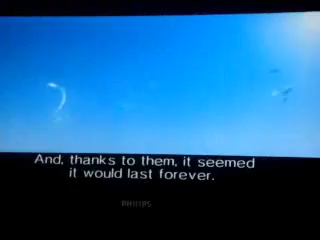 And, thanks to them, it seemed
it would last forever.
PHILIPS